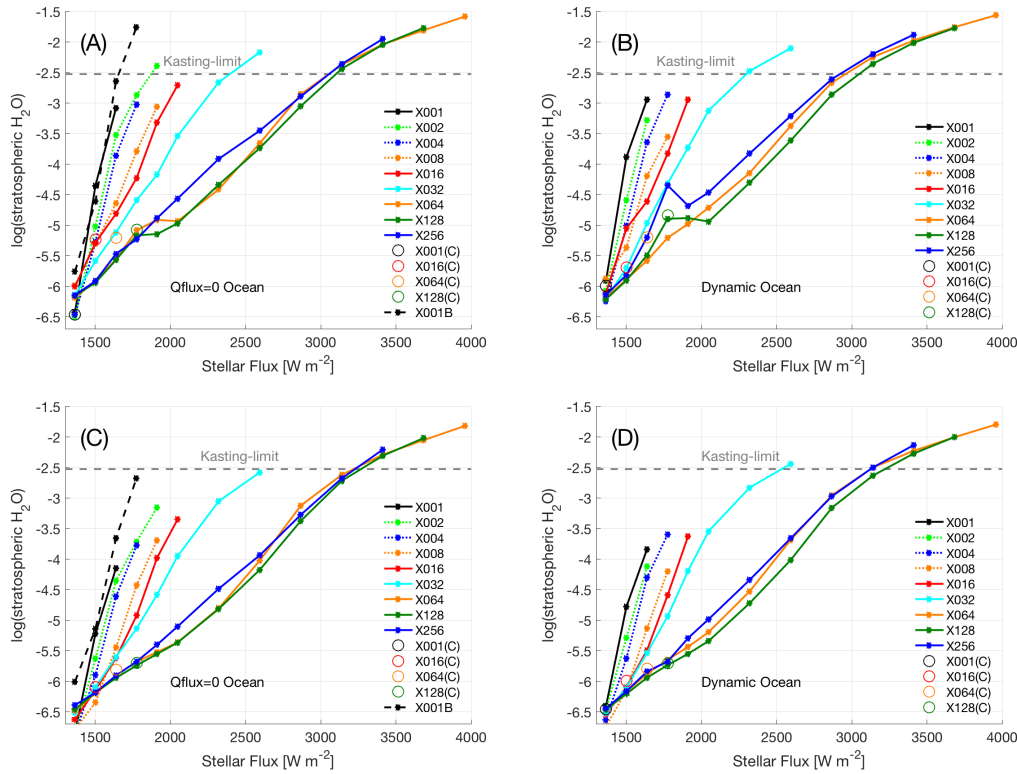 (A)
Kasting-limit
Qflux=0 Ocean
log(stratospheric H2O)
-1.5
-2
-2.5
-3
-3.5
-4
-4.5
-5
-5.5
-6
-6.5
1500
2000
2500
3000
3500
4000
Stellar Flux [W m-2]
X001
X002
X004
X008
X016
X032
X064
X128
X256
X001(C)
X016(C)
X064(C)
X128(C)
X001B
(B)
Kasting-limit
Dynamic Ocean
log(stratospheric H2O)
-1.5
-2
-2.5
-3
-3.5
-4
-4.5
-5
-5.5
-6
-6.5
1500
2000
2500
3000
3500
4000
Stellar Flux [W m-2]
X001
X002
X004
X008
X016
X032
X064
X128
X256
X001(C)
X016(C)
X064(C)
X128(C)
(C)
Kasting-limit
Qflux=0 Ocean
log(stratospheric H2O)
-1.5
-2
-2.5
-3
-3.5
-4
-4.5
-5
-5.5
-6
-6.5
1500
2000
2500
3000
3500
4000
Stellar Flux [W m-2]
X001
X002
X004
X008
X016
X032
X064
X128
X256
X001(C)
X016(C)
X064(C)
X128(C)
X001B
(D)
Kasting-limit
Dynamic Ocean
log(stratospheric H2O)
-1.5
-2
-2.5
-3
-3.5
-4
-4.5
-5
-5.5
-6
-6.5
1500
2000
2500
3000
3500
4000
Stellar Flux [W m-2]
X001
X002
X004
X008
X016
X032
X064
X128
X256
X001(C)
X016(C)
X064(C)
X128(C)